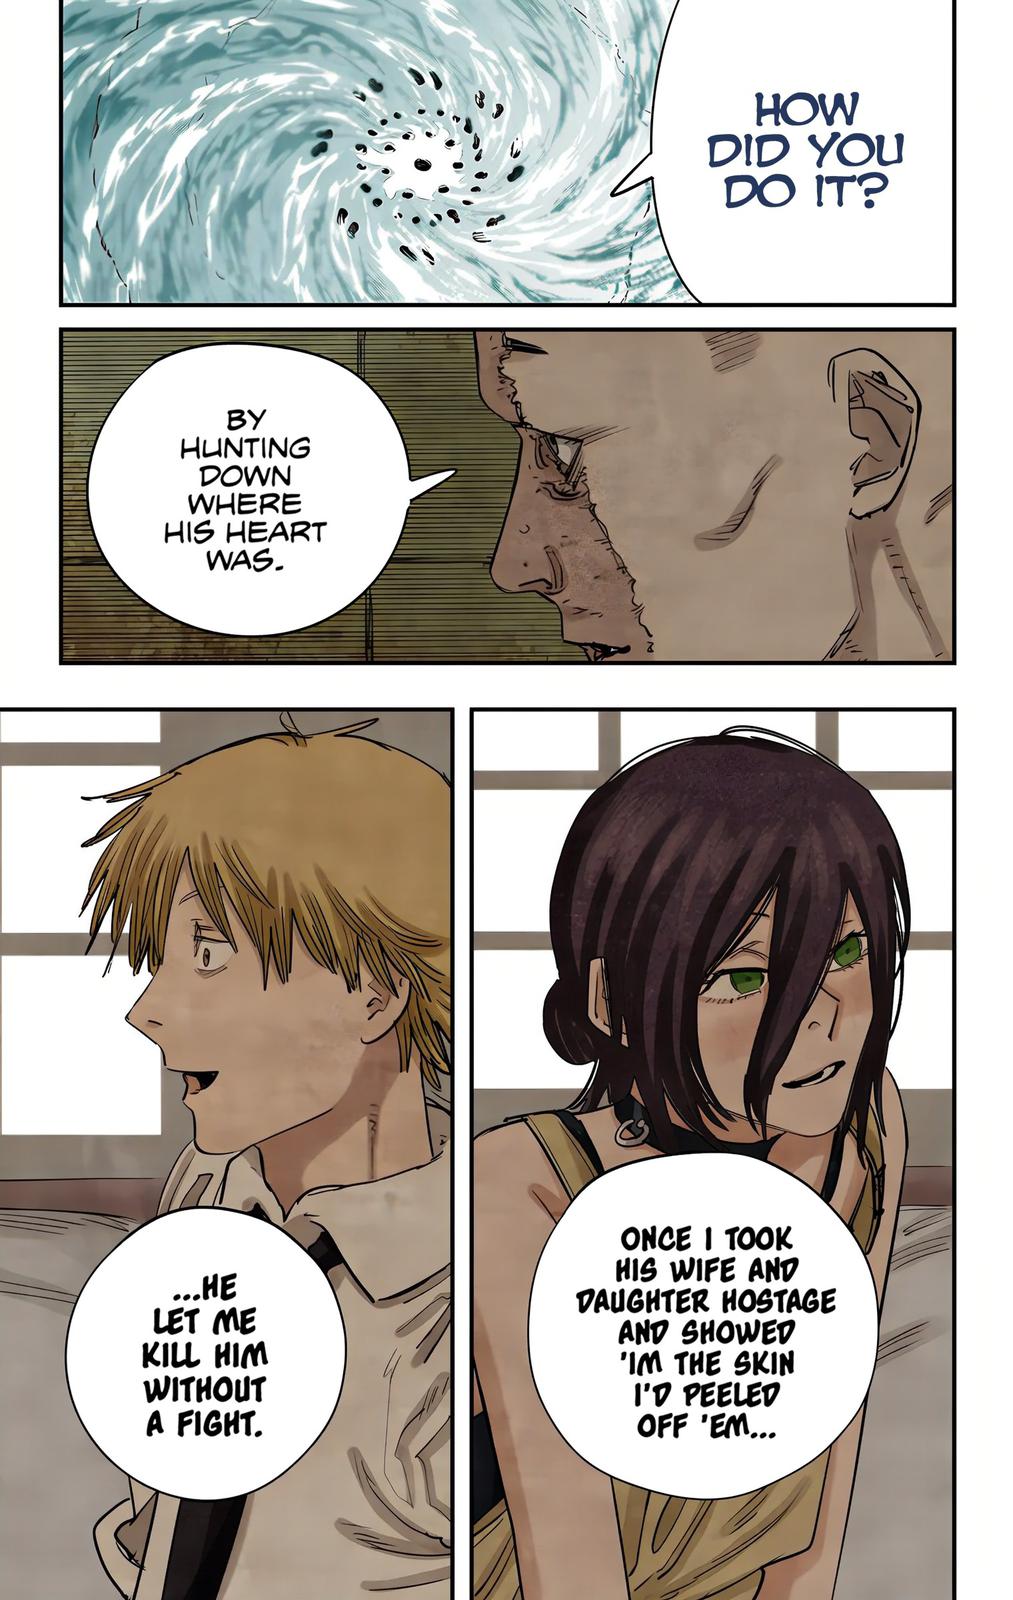 HOW
DID YOU
DO IT?
BY
HUNTING
DOWN
WHERE
HIS HEART
WAS.
ONCE I TOOK
HIS WIFE AND
DAUGHTER HOSTAGE
AND SHOWED
'IM THE SKIN
I'D PEELED
OFF 'EM...
...HE
LET ME
KILL HIM
WITHOUT
A FIGHT.